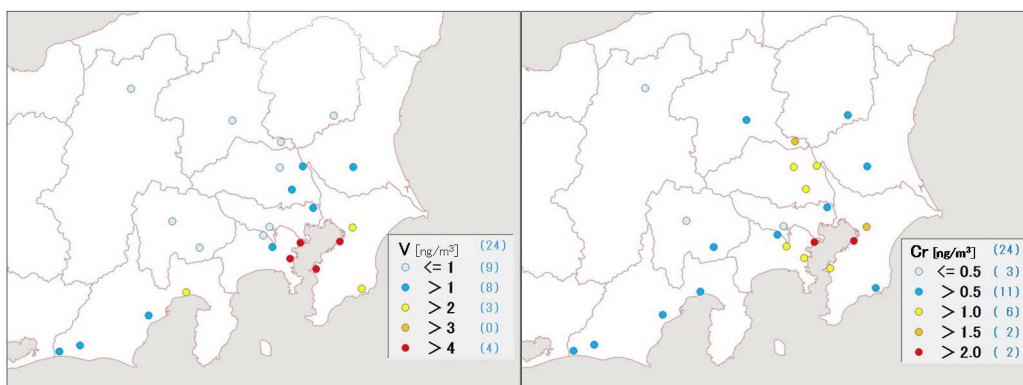 V [ng/m³] (24)
<= 1 (9)
> 1 (8)
> 2 (3)
> 3 (0)
> 4 (4)
Cr [ng/m³] (24)
<= 0.5 ( 3)
> 0.5 (11)
> 1.0 ( 6)
> 1.5 ( 2)
> 2.0 ( 2)